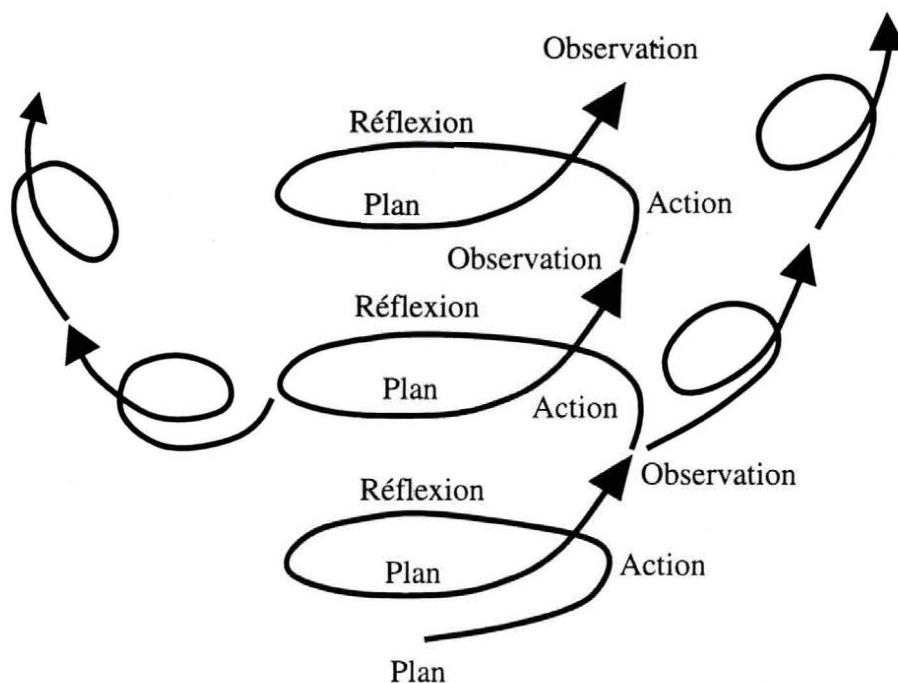 Observation
Réflexion
Plan
Action
Observation
Réflexion
Plan
Action
Observation
Réflexion
Plan
Action
Plan